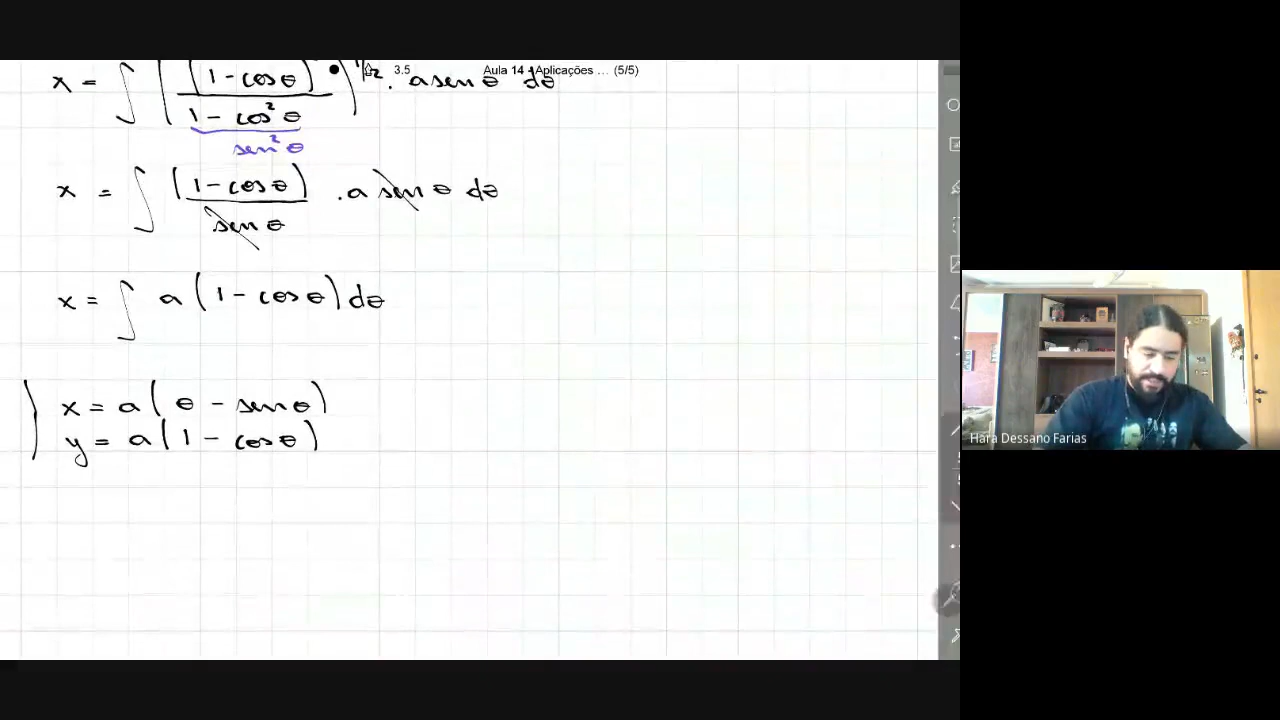 3.5 Aula 14 - Aplicações ... (5/5)
x = ∫ ( (1 - cos θ)² / 1 - cos² θ )^1/2 . a sen θ dθ
sen² θ
x = ∫ (1 - cos θ) / sen θ . a sen θ dθ
x = ∫ a (1 - cos θ) dθ
x = a (θ - sen θ)
y = a (1 - cos θ)
Hara Dessano Farias